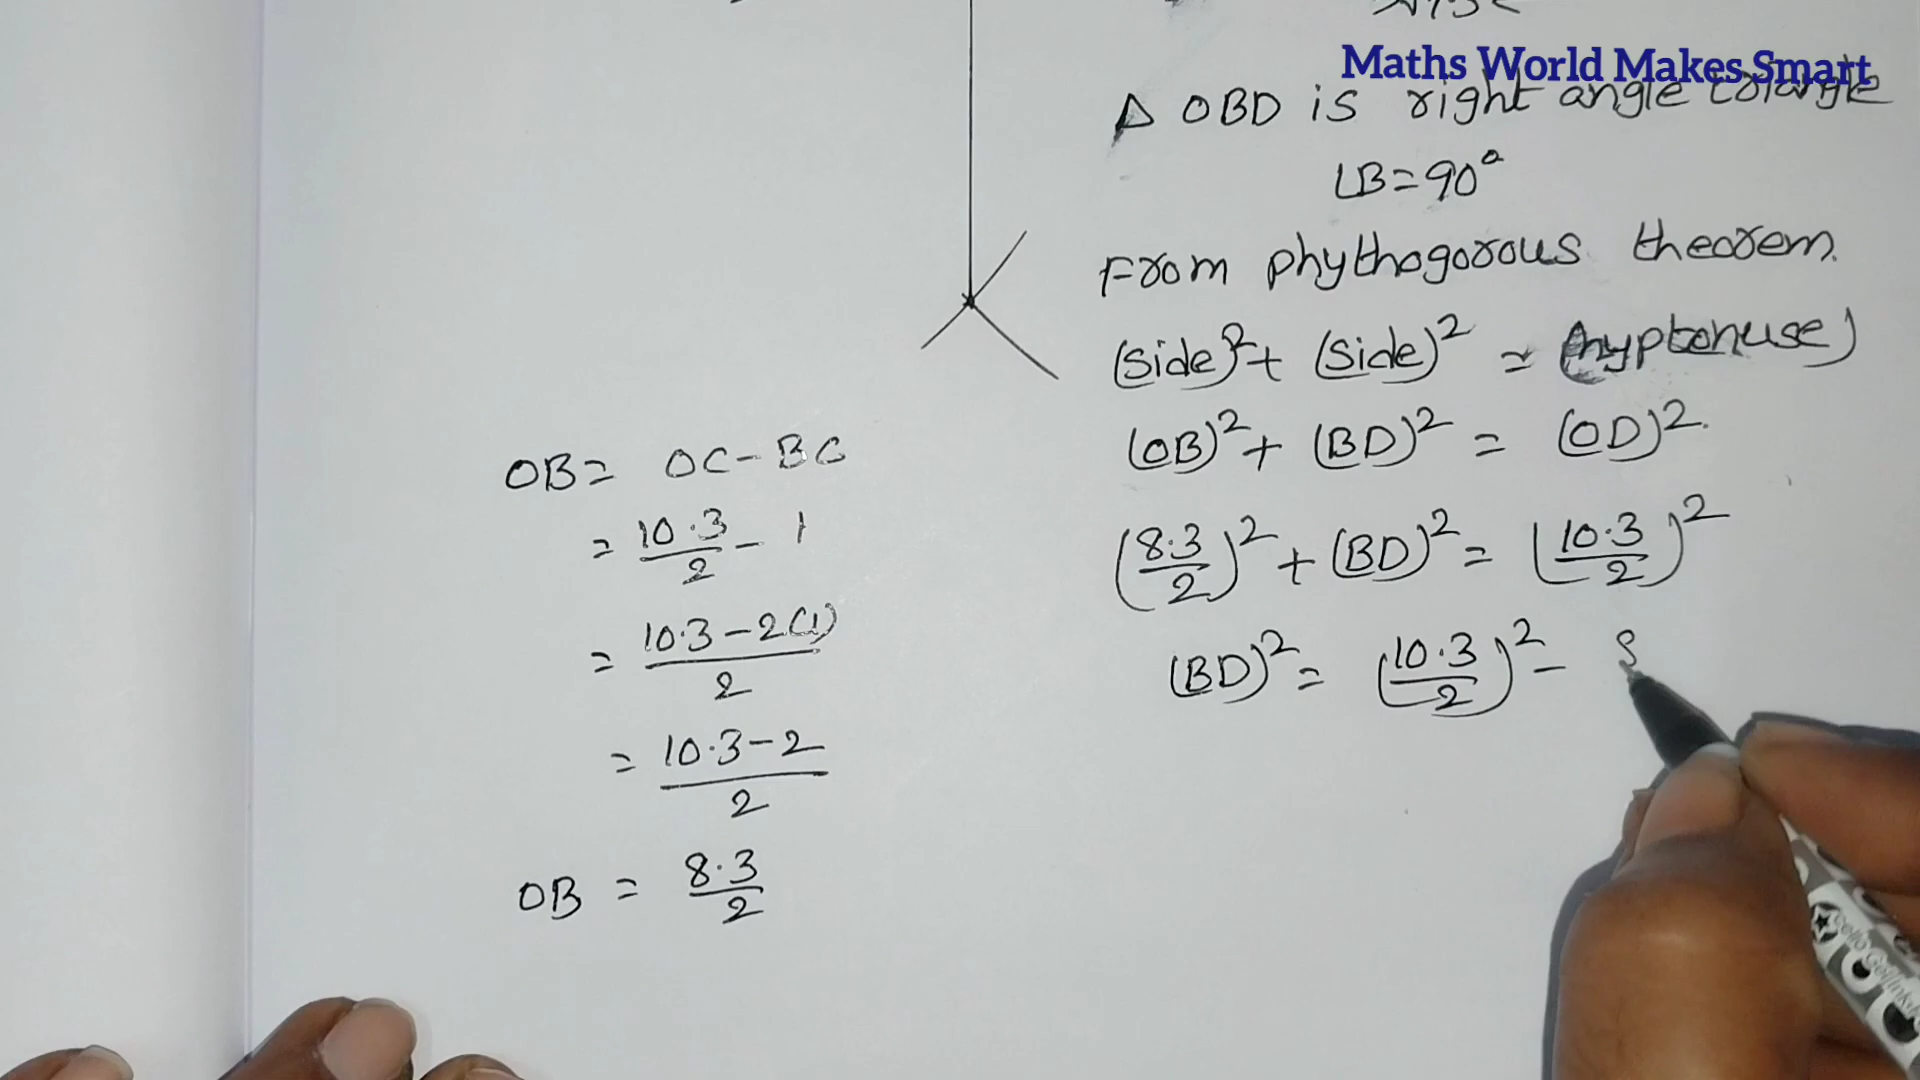 Maths World Makes Smart
Δ OBD is right angle triangle
∟B=90°
From phythogorous theorem.
(side)²+ (side)² = (hyptenuse)
(OB)²+ (BD)² = (OD)².
(8.3/2)² + (BD)² = (10.3/2)²
(BD)² = (10.3/2)² - 8
OB = OC - BC
= 10.3/2 - 1
= 10.3-2(1)/2
= 10.3-2/2
OB = 8.3/2